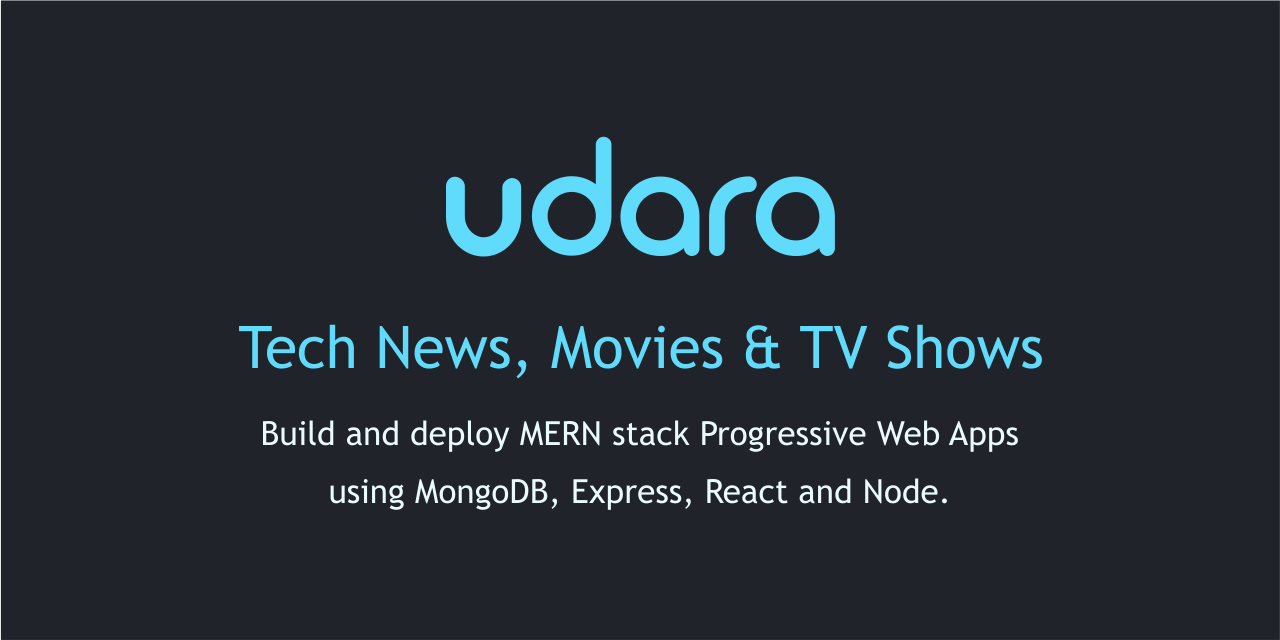 udara
Tech News, Movies & TV Shows
Build and deploy MERN stack Progressive Web Apps
using MongoDB, Express, React and Node.